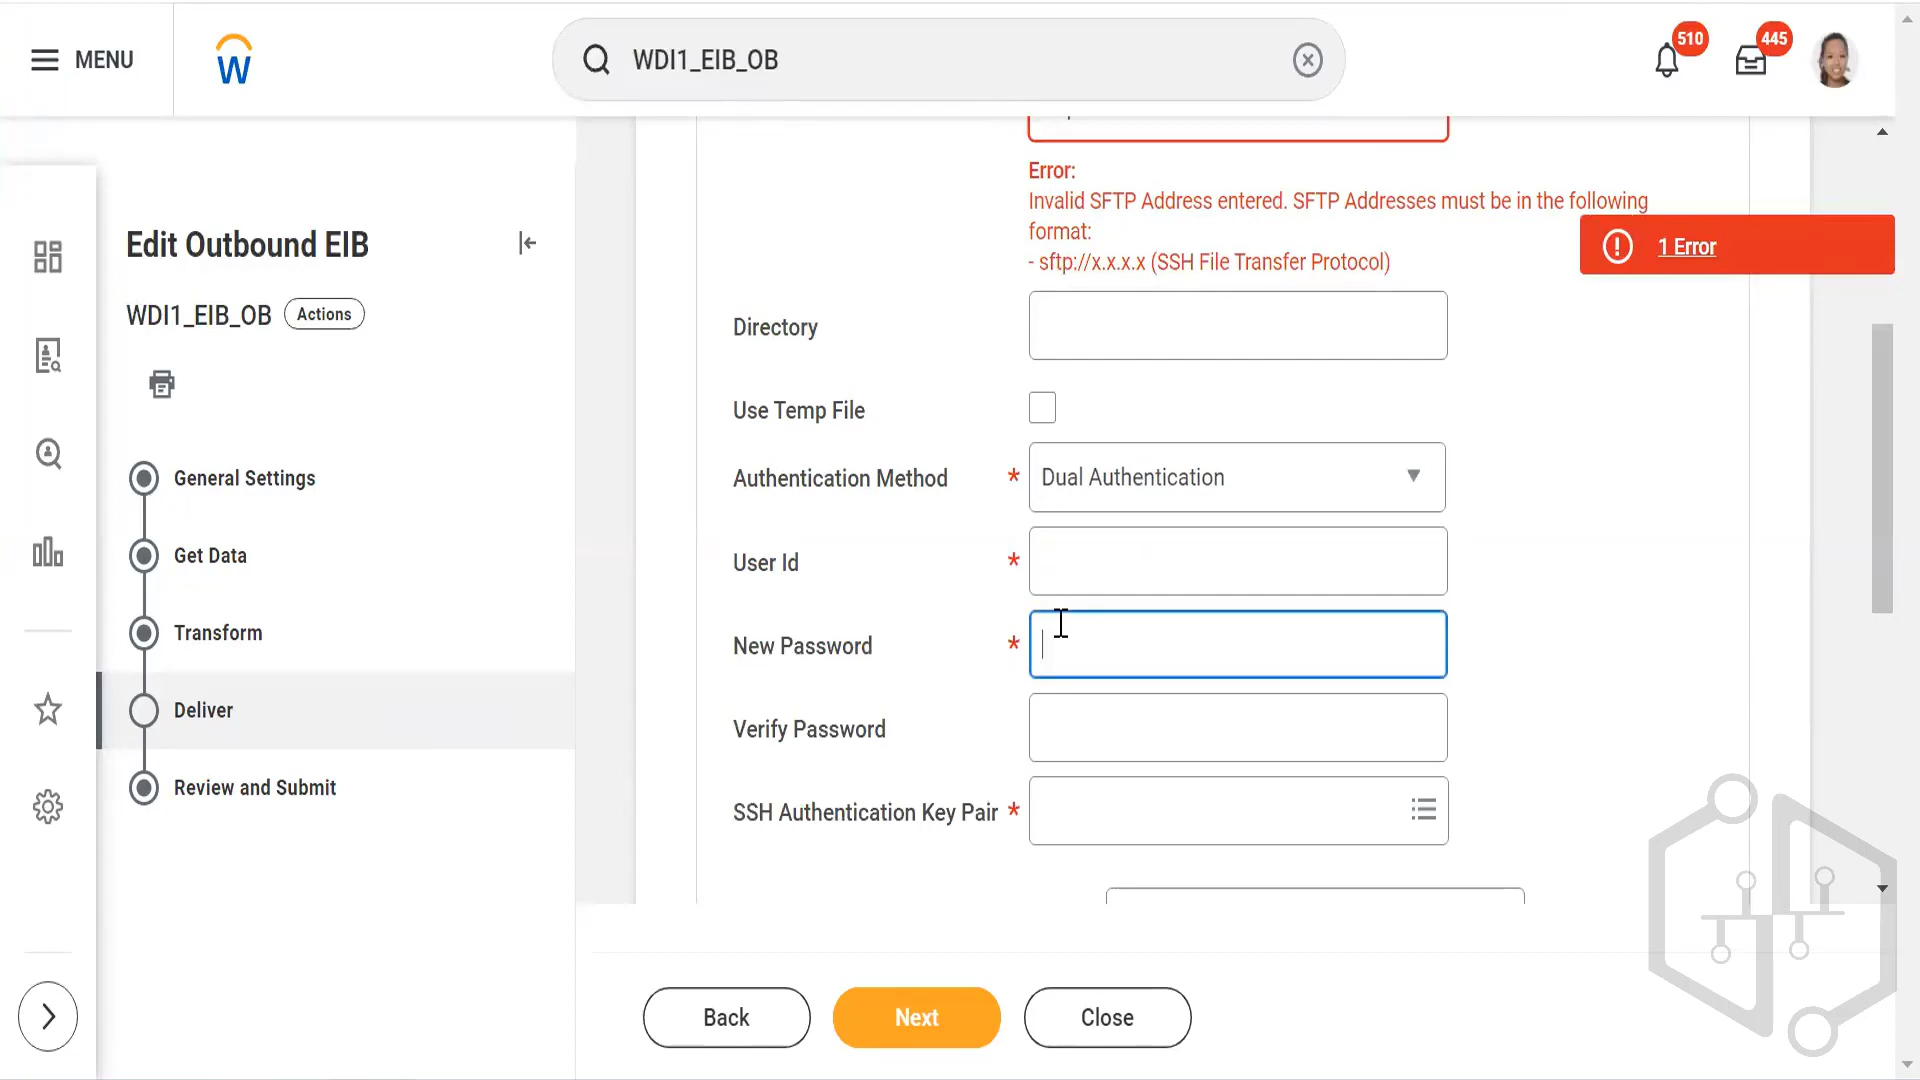 MENU
W
WDI1_EIB_OB
510
445
Error:
Invalid SFTP Address entered. SFTP Addresses must be in the following
format:
- sftp://x.x.x.x (SSH File Transfer Protocol)
1 Error
Edit Outbound EIB
WDI1_EIB_OB
Actions
General Settings
Get Data
Transform
Deliver
Review and Submit
Directory
Use Temp File
Authentication Method *
Dual Authentication
User Id *
New Password *
Verify Password
SSH Authentication Key Pair *
Back
Next
Close